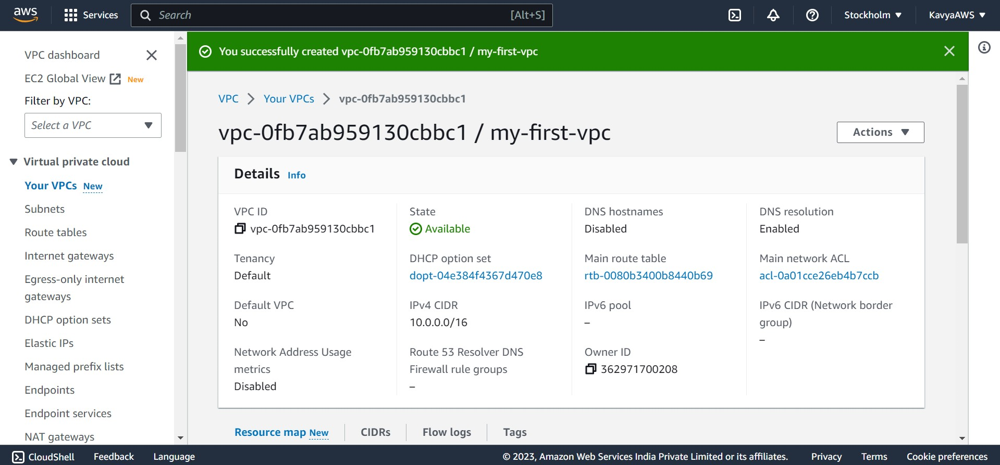 aws
Services
Search
[Alt+S]
Stockholm
KavyaAWS
VPC dashboard
EC2 Global View New
Filter by VPC:
Select a VPC
Virtual private cloud
Your VPCs New
Subnets
Route tables
Internet gateways
Egress-only internet
gateways
DHCP option sets
Elastic IPs
Managed prefix lists
Endpoints
Endpoint services
NAT gateways
You successfully created vpc-0fb7ab959130cbbc1 / my-first-vpc
VPC > Your VPCs > vpc-0fb7ab959130cbbc1
vpc-0fb7ab959130cbbc1 / my-first-vpc
Actions
Details Info
VPC ID
vpc-0fb7ab959130cbbc1
State
Available
DNS hostnames
Disabled
DNS resolution
Enabled
Tenancy
Default
DHCP option set
dopt-04e384f4367d470e8
Main route table
rtb-0080b3400b8440b69
Main network ACL
acl-0a01cce26eb4b7ccb
Default VPC
No
IPv4 CIDR
10.0.0.0/16
IPv6 pool
–
IPv6 CIDR (Network border
group)
–
Network Address Usage
metrics
Disabled
Route 53 Resolver DNS
Firewall rule groups
–
Owner ID
362971700208
Resource map New
CIDRs
Flow logs
Tags
CloudShell
Feedback
Language
© 2023, Amazon Web Services India Private Limited or its affiliates.
Privacy
Terms
Cookie preferences